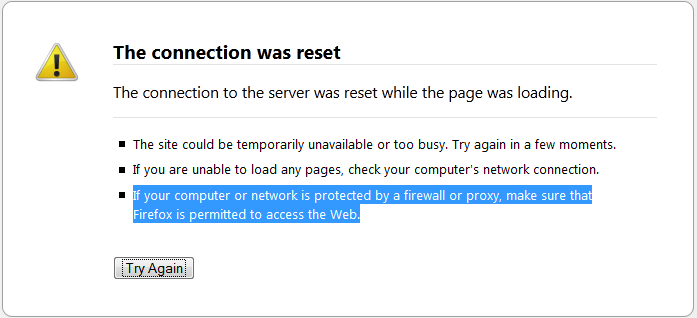 The connection was reset
The connection to the server was reset while the page was loading.
The site could be temporarily unavailable or too busy. Try again in a few moments.
If you are unable to load any pages, check your computer's network connection.
If your computer or network is protected by a firewall or proxy, make sure that
Firefox is permitted to access the Web.
Try Again